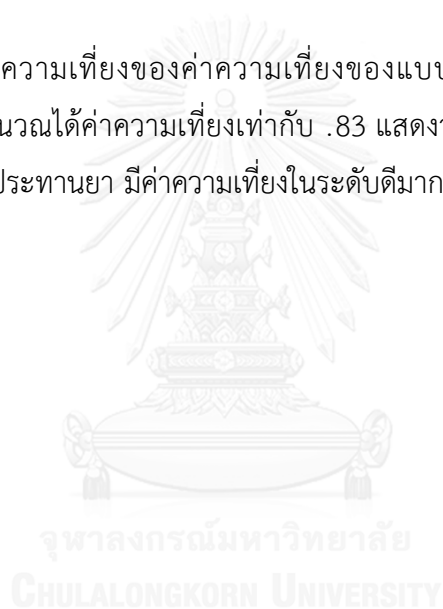 ความเที่ยงของค่าความเที่ยงของแบบ
นวณได้ค่าความเที่ยงเท่ากับ .83 แสดง
ประทานยา มีค่าความเที่ยงในระดับดีมาก
จุฬาลงกรณ์มหาวิทยาลัย
CHULALONGKORN UNIVERSITY